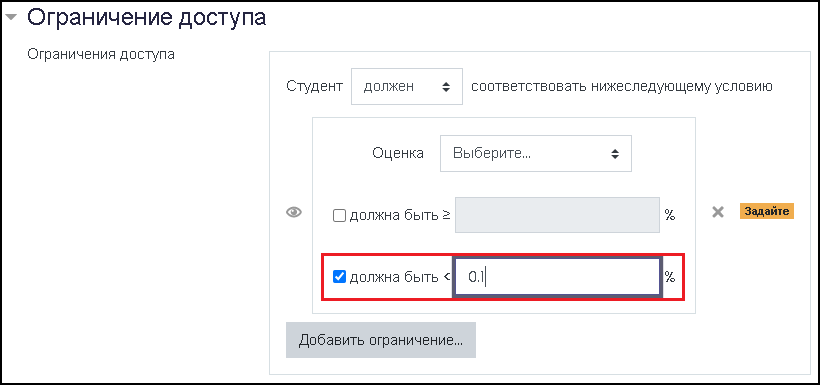 Ограничение доступа
Ограничения доступа
Студент должен соответствовать нижеследующему условию
Оценка Выберите...
должна быть ≥ %
Задайте
должна быть < 0.1 %
Добавить ограничение...